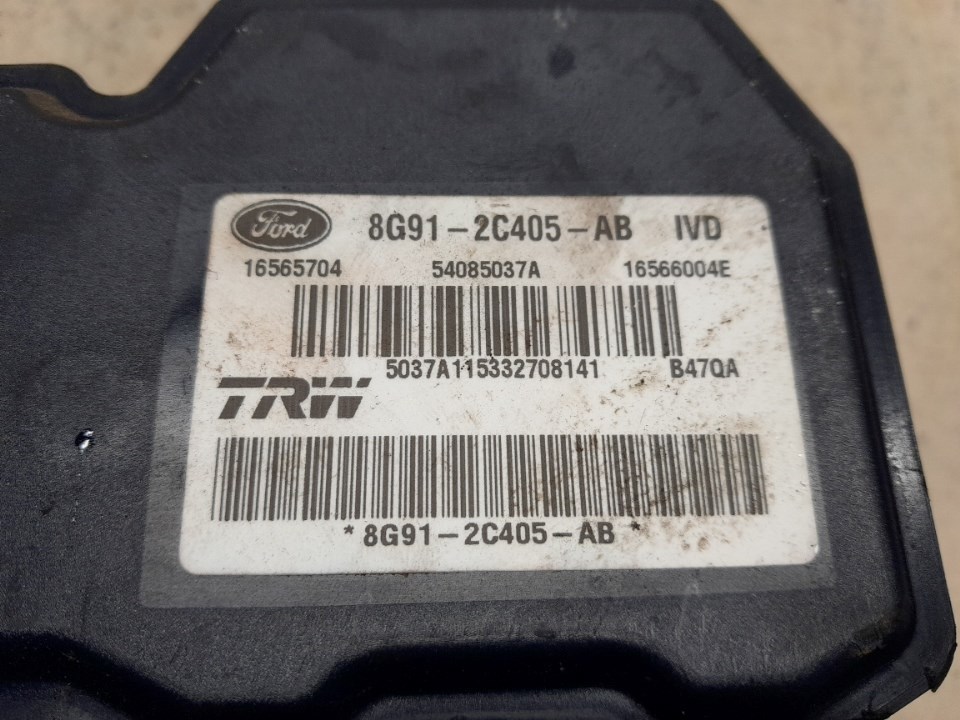 Ford 8G91-2C405-AB IVD
16565704 54085037A 16566004E
5037A115332708141 B47QA
TRW
*8G91-2C405-AB*